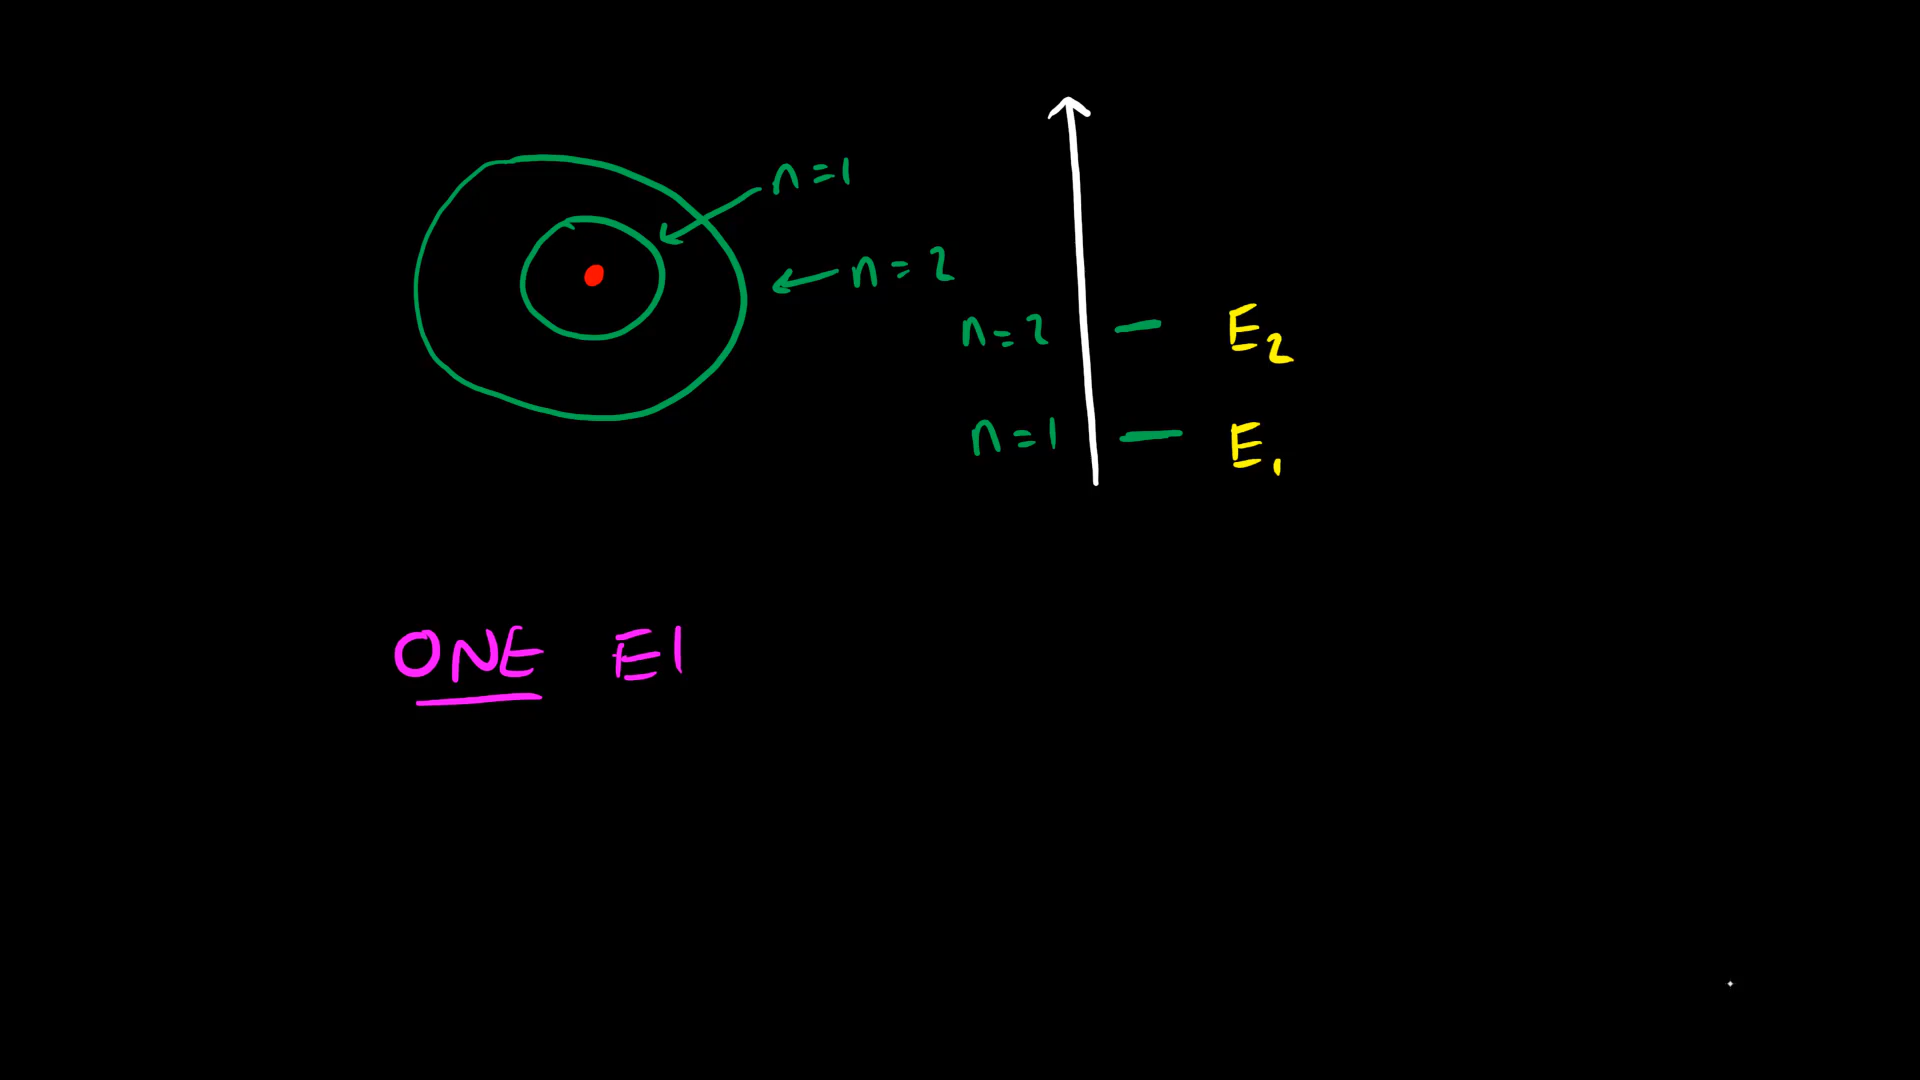 n=1
n=2
n=2 — E2
n=1 — E1
ONE El